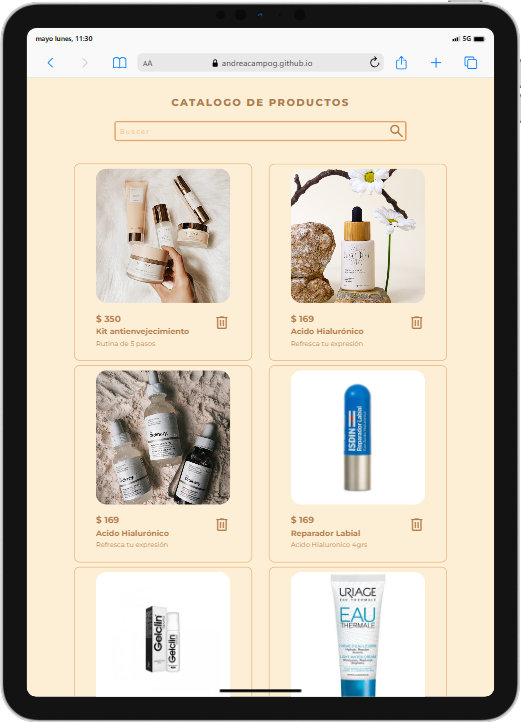 mayo lunes, 11:30
5G
AA
andreacampog.github.io
CATALOGO DE PRODUCTOS
Buscar
$ 350
Kit antienvejecimiento
Rutina de 5 pasos
$ 169
Acido Hialurónico
Refresca tu expresión
ISDIN
Reparador Labial
$ 169
Acido Hialurónico
Refresca tu expresión
$ 169
Reparador Labial
Acido Hialuronico 4grs
Gelclin
Gelclin
URIAGE
EAU THERMALE
EAU
THERMALE